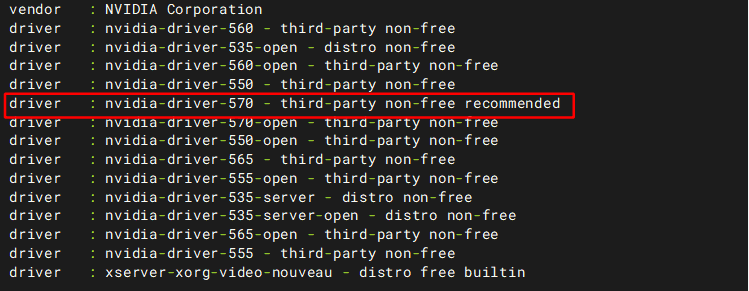 vendor   : NVIDIA Corporation
driver   : nvidia-driver-560 - third-party non-free
driver   : nvidia-driver-535-open - distro non-free
driver   : nvidia-driver-560-open - third-party non-free
driver   : nvidia-driver-550 - third-party non-free
driver   : nvidia-driver-570 - third-party non-free recommended
driver   : nvidia-driver-570-open - third-party non-free
driver   : nvidia-driver-550-open - third-party non-free
driver   : nvidia-driver-565 - third-party non-free
driver   : nvidia-driver-555-open - third-party non-free
driver   : nvidia-driver-535-server - distro non-free
driver   : nvidia-driver-535-server-open - distro non-free
driver   : nvidia-driver-565-open - third-party non-free
driver   : nvidia-driver-555 - third-party non-free
driver   : xserver-xorg-video-nouveau - distro free builtin